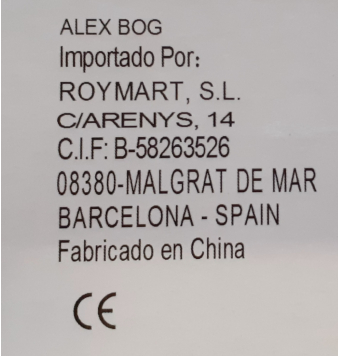 ALEX BOG
Importado Por:
ROYMART, S.L.
C/ARENYS, 14
C.I.F: B-58263526
08380-MALGRAT DE MAR
BARCELONA - SPAIN
Fabricado en China
CE